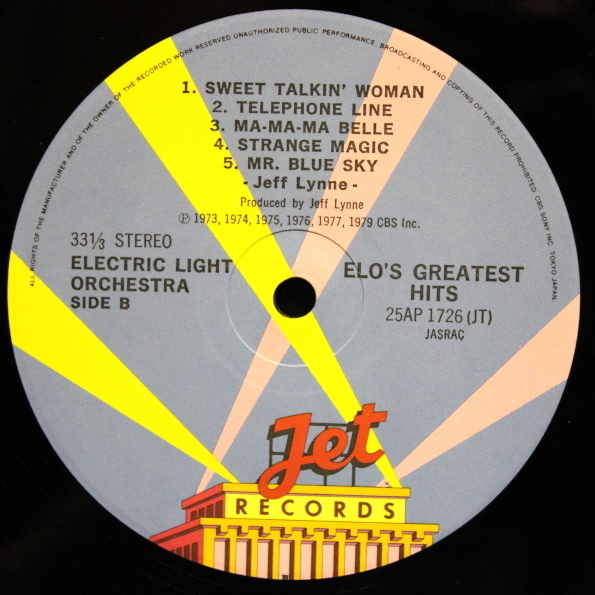 ALL RIGHTS OF THE MANUFACTURER AND OF THE OWNER OF THE RECORDED WORK RESERVED UNAUTHORIZED PUBLIC PERFORMANCE, BROADCASTING AND COPYING OF THIS RECORD PROHIBITED. CBS SONY INC. TOKYO JAPAN.
1. SWEET TALKIN' WOMAN
2. TELEPHONE LINE
3. MA-MA-MA BELLE
4. STRANGE MAGIC
5. MR. BLUE SKY
- Jeff Lynne -
Produced by Jeff Lynne
Ⓟ 1973, 1974, 1975, 1976, 1977, 1979 CBS Inc.
33⅓ STEREO
ELECTRIC LIGHT
ORCHESTRA
SIDE B
ELO'S GREATEST
HITS
25AP 1726 (JT)
JASRAC
Jet
RECORDS